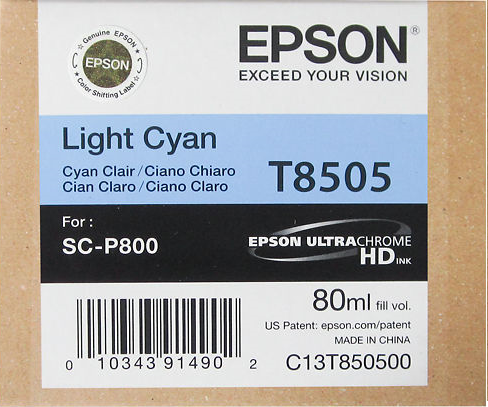 Genuine EPSON
EPSON
Color Shifting Label
EPSON®
EXCEED YOUR VISION
Light Cyan
Cyan Clair/Ciano Chiaro
Cian Claro/Ciano Claro
T8505
For :
SC-P800
EPSON ULTRACHROME
HD INK
80ml fill vol.
US Patent: epson.com/patent
MADE IN CHINA
C13T850500
0 10343 91490 2